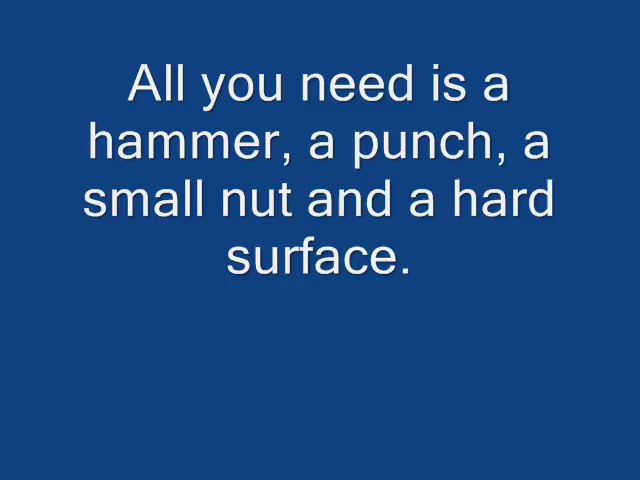 All you need is a
hammer, a punch, a
small nut and a hard
surface.